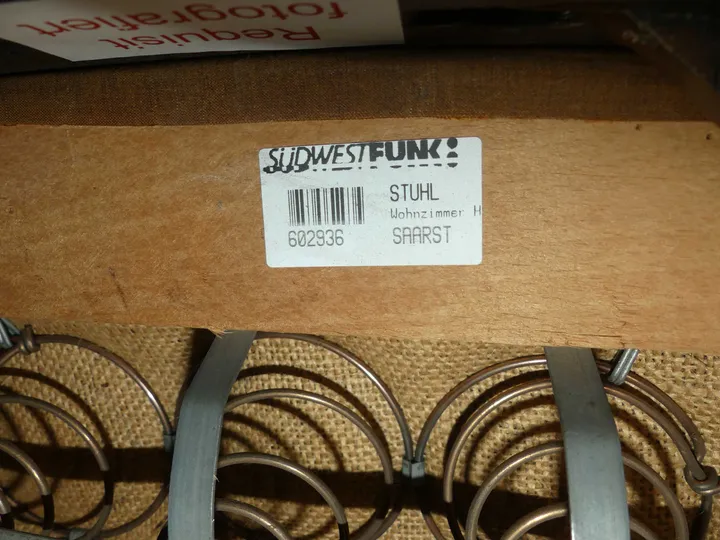 Requisit
fotografiert
SÜDWESTFUNK
STUHL
Wohnzimmer H
602936
SAARST